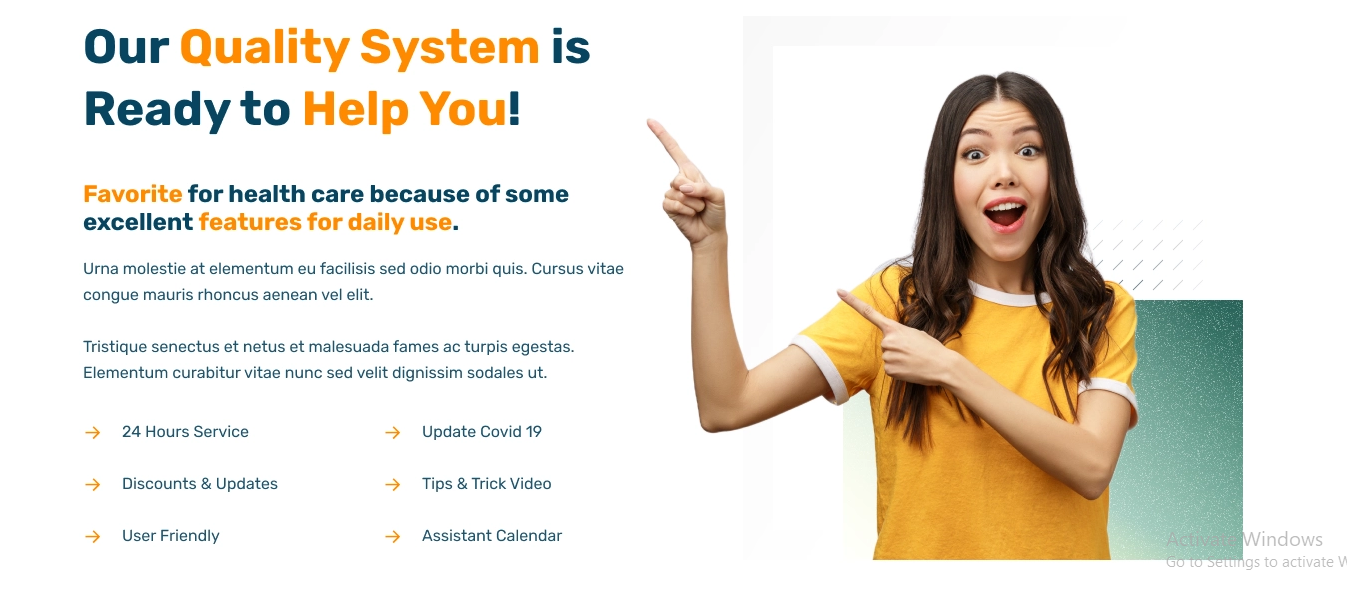 Our Quality System is
Ready to Help You!
Favorite for health care because of some
excellent features for daily use.
Urna molestie at elementum eu facilisis sed odio morbi quis. Cursus vitae
congue mauris rhoncus aenean vel elit.
Tristique senectus et netus et malesuada fames ac turpis egestas.
Elementum curabitur vitae nunc sed velit dignissim sodales ut.
24 Hours Service
Update Covid 19
Discounts & Updates
Tips & Trick Video
User Friendly
Assistant Calendar
Activate Windows
Go to Settings to activate W